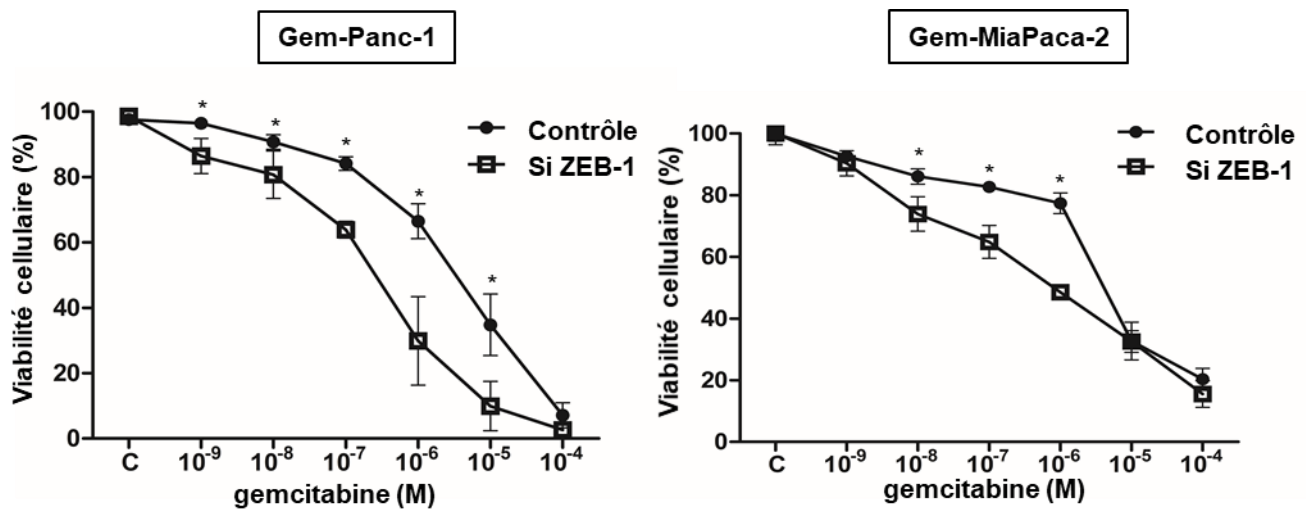 Gem-Panc-1
Viabilité cellulaire (%)
100
80
60
40
20
0
* * * * *
Contrôle
Si ZEB-1
C 10⁻⁹ 10⁻⁸ 10⁻⁷ 10⁻⁶ 10⁻⁵ 10⁻⁴
gemcitabine (M)
Gem-MiaPaca-2
Viabilité cellulaire (%)
100
80
60
40
20
0
* * *
Contrôle
Si ZEB-1
C 10⁻⁹ 10⁻⁸ 10⁻⁷ 10⁻⁶ 10⁻⁵ 10⁻⁴
gemcitabine (M)